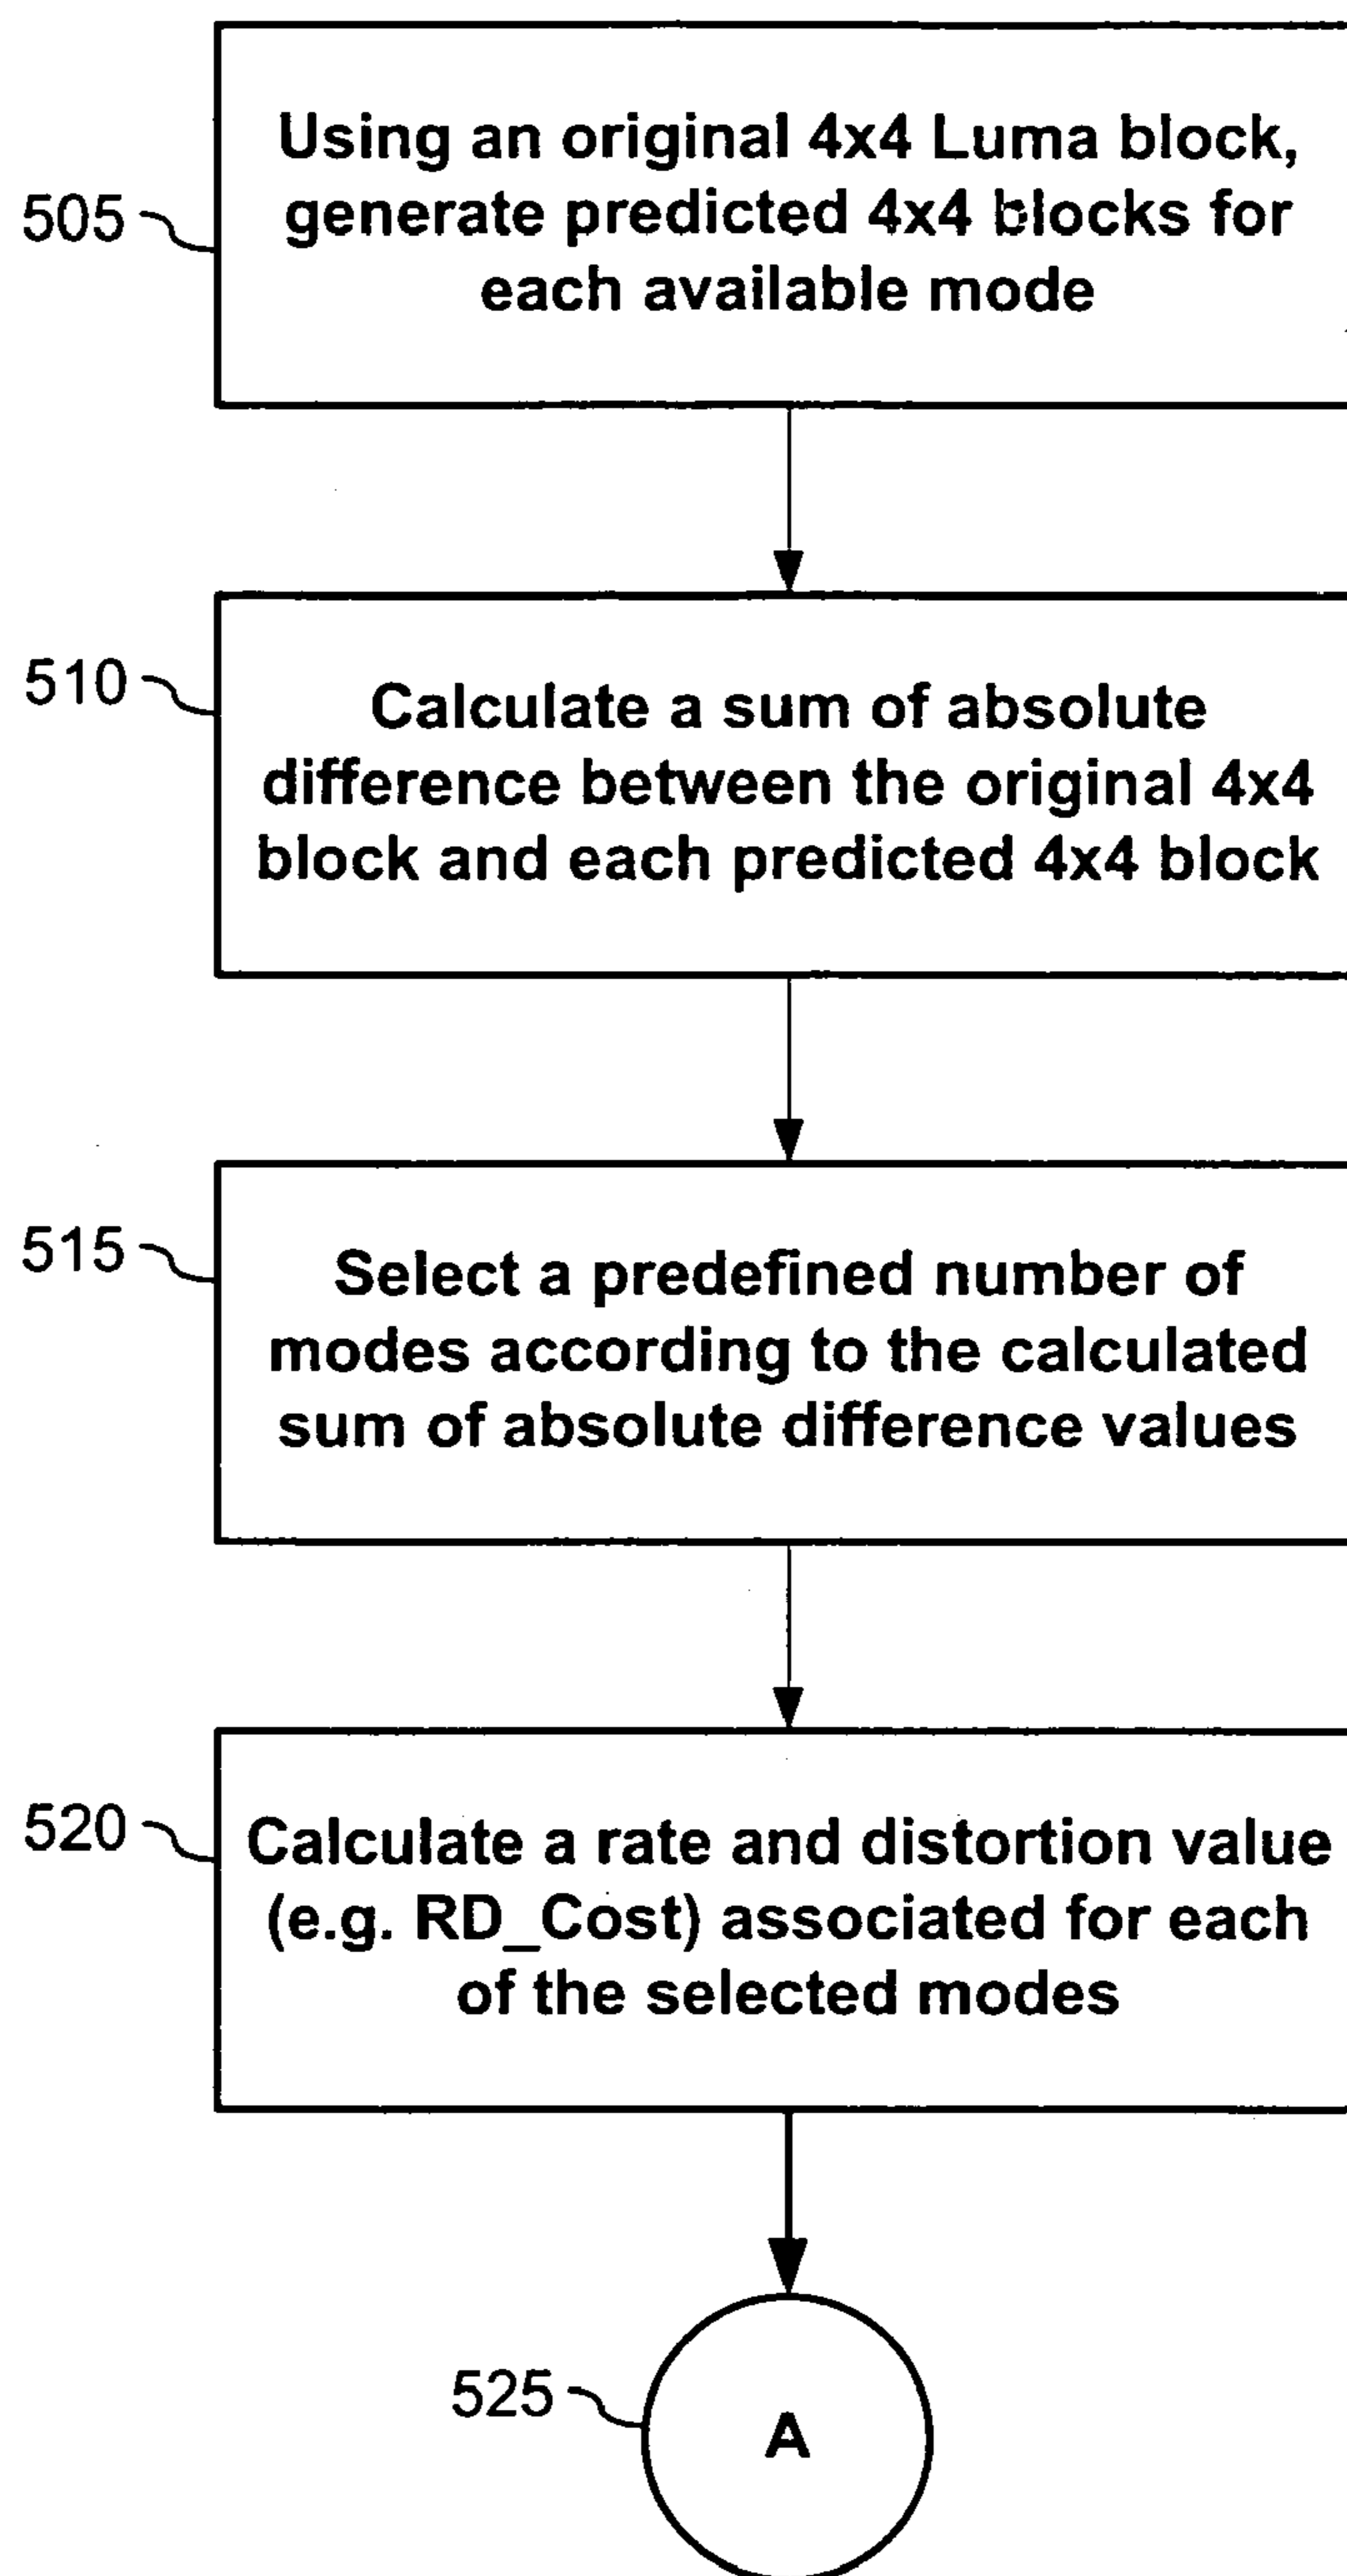 505
Using an original 4x4 Luma block,
generate predicted 4x4 blocks for
each available mode
510
Calculate a sum of absolute
difference between the original 4x4
block and each predicted 4x4 block
515
Select a predefined number of
modes according to the calculated
sum of absolute difference values
520
Calculate a rate and distortion value
(e.g. RD_Cost) associated for each
of the selected modes
525
A